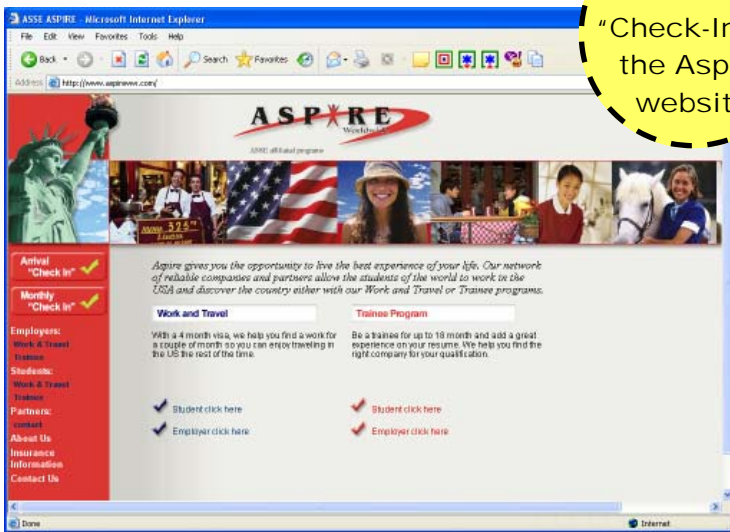 ASSE ASPIRE - Microsoft Internet Explorer
File Edit View Favorites Tools Help
Back Search Favorites
Address http://www.aspireww.com/
"Check-In
the Asp
websit
ASPIRE
Worldwide
ASSE affiliated programs
Arrival
"Check In"
Monthly
"Check In"
Employers:
Work & Travel
Trainee
Students:
Work & Travel
Trainee
Partners:
contact
About Us
Insurance
Information
Contact Us
Aspire gives you the opportunity to live the best experience of your life. Our network
of reliable companies and partners allow the students of the world to work in the
USA and discover the country either with our Work and Travel or Trainee programs.
Work and Travel
With a 4 month visa, we help you find a work for
a couple of month so you can enjoy traveling in
the US the rest of the time.
Student click here
Employer click here
Trainee Program
Be a trainee for up to 18 month and add a great
experience on your resume. We help you find the
right company for your qualification.
Student click here
Employer click here
Done Internet